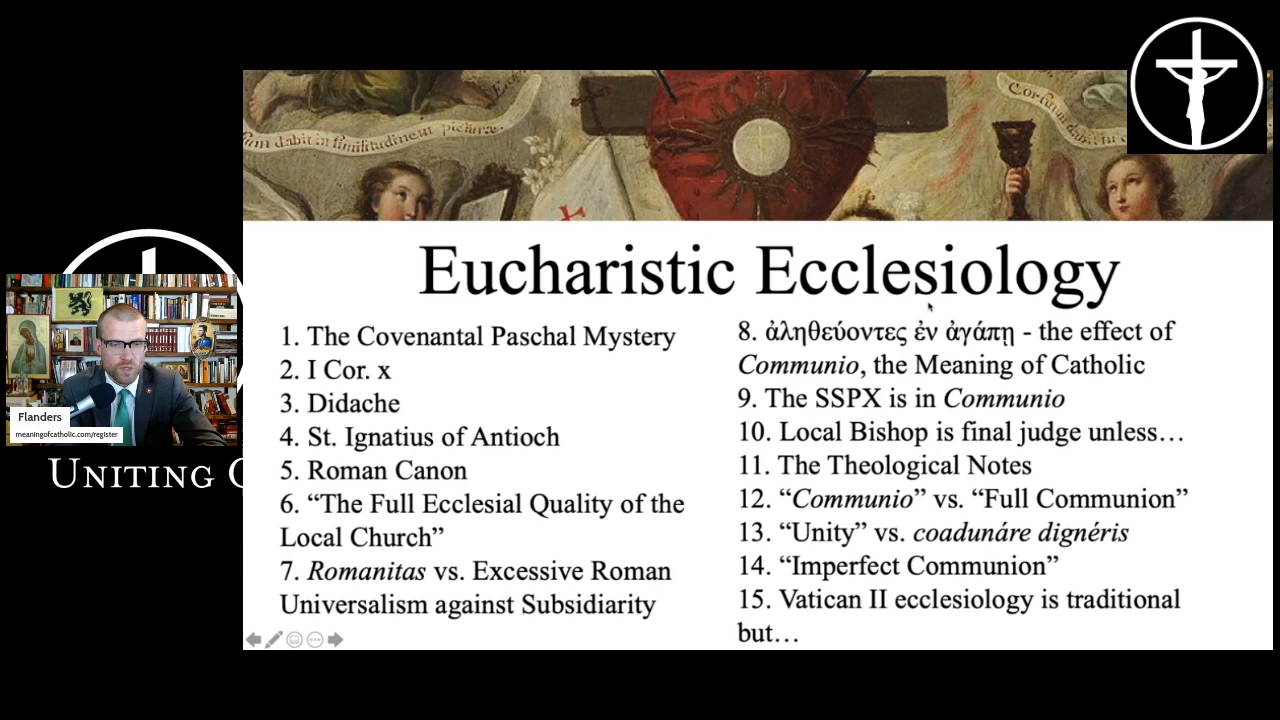 Eucharistic Ecclesiology
1. The Covenantal Paschal Mystery
2. I Cor. x
3. Didache
4. St. Ignatius of Antioch
5. Roman Canon
6. “The Full Ecclesial Quality of the
Local Church”
7. Romanitas vs. Excessive Roman
Universalism against Subsidiarity
8. ἀληθεύοντες ἐν ἀγάπῃ - the effect of
Communio, the Meaning of Catholic
9. The SSPX is in Communio
10. Local Bishop is final judge unless…
11. The Theological Notes
12. “Communio” vs. “Full Communion”
13. “Unity” vs. coadunáre dignéris
14. “Imperfect Communion”
15. Vatican II ecclesiology is traditional
but…
Flanders
meaningofcatholic.com/register
UNITING
dabit in similitudinem picturæ